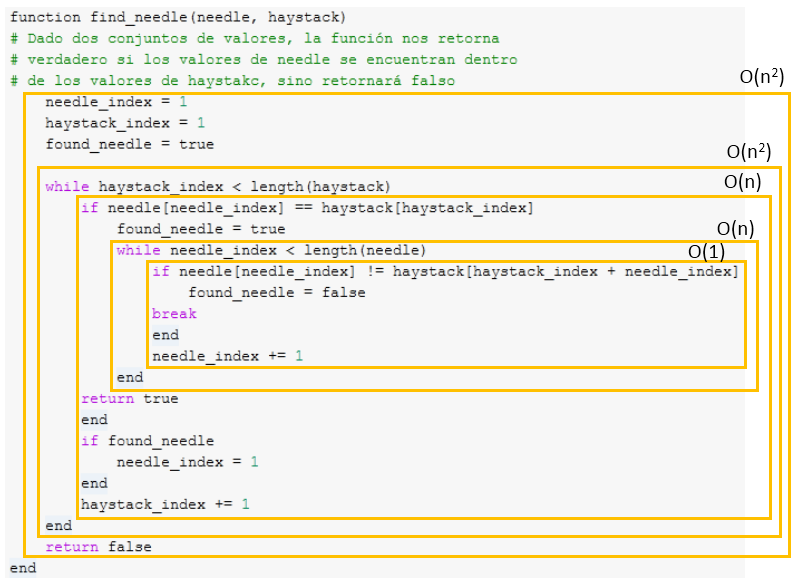 function find_needle(needle, haystack)
# Dado dos conjuntos de valores, la función nos retorna
# verdadero si los valores de needle se encuentran dentro
# de los valores de haystakc, sino retornará falso
O(n²)
needle_index = 1
haystack_index = 1
found_needle = true
O(n²)
O(n)
while haystack_index < length(haystack)
if needle[needle_index] == haystack[haystack_index]
found_needle = true
O(n)
while needle_index < length(needle)
O(1)
if needle[needle_index] != haystack[haystack_index + needle_index]
found_needle = false
break
end
needle_index += 1
end
return true
end
if found_needle
needle_index = 1
end
haystack_index += 1
end
return false
end